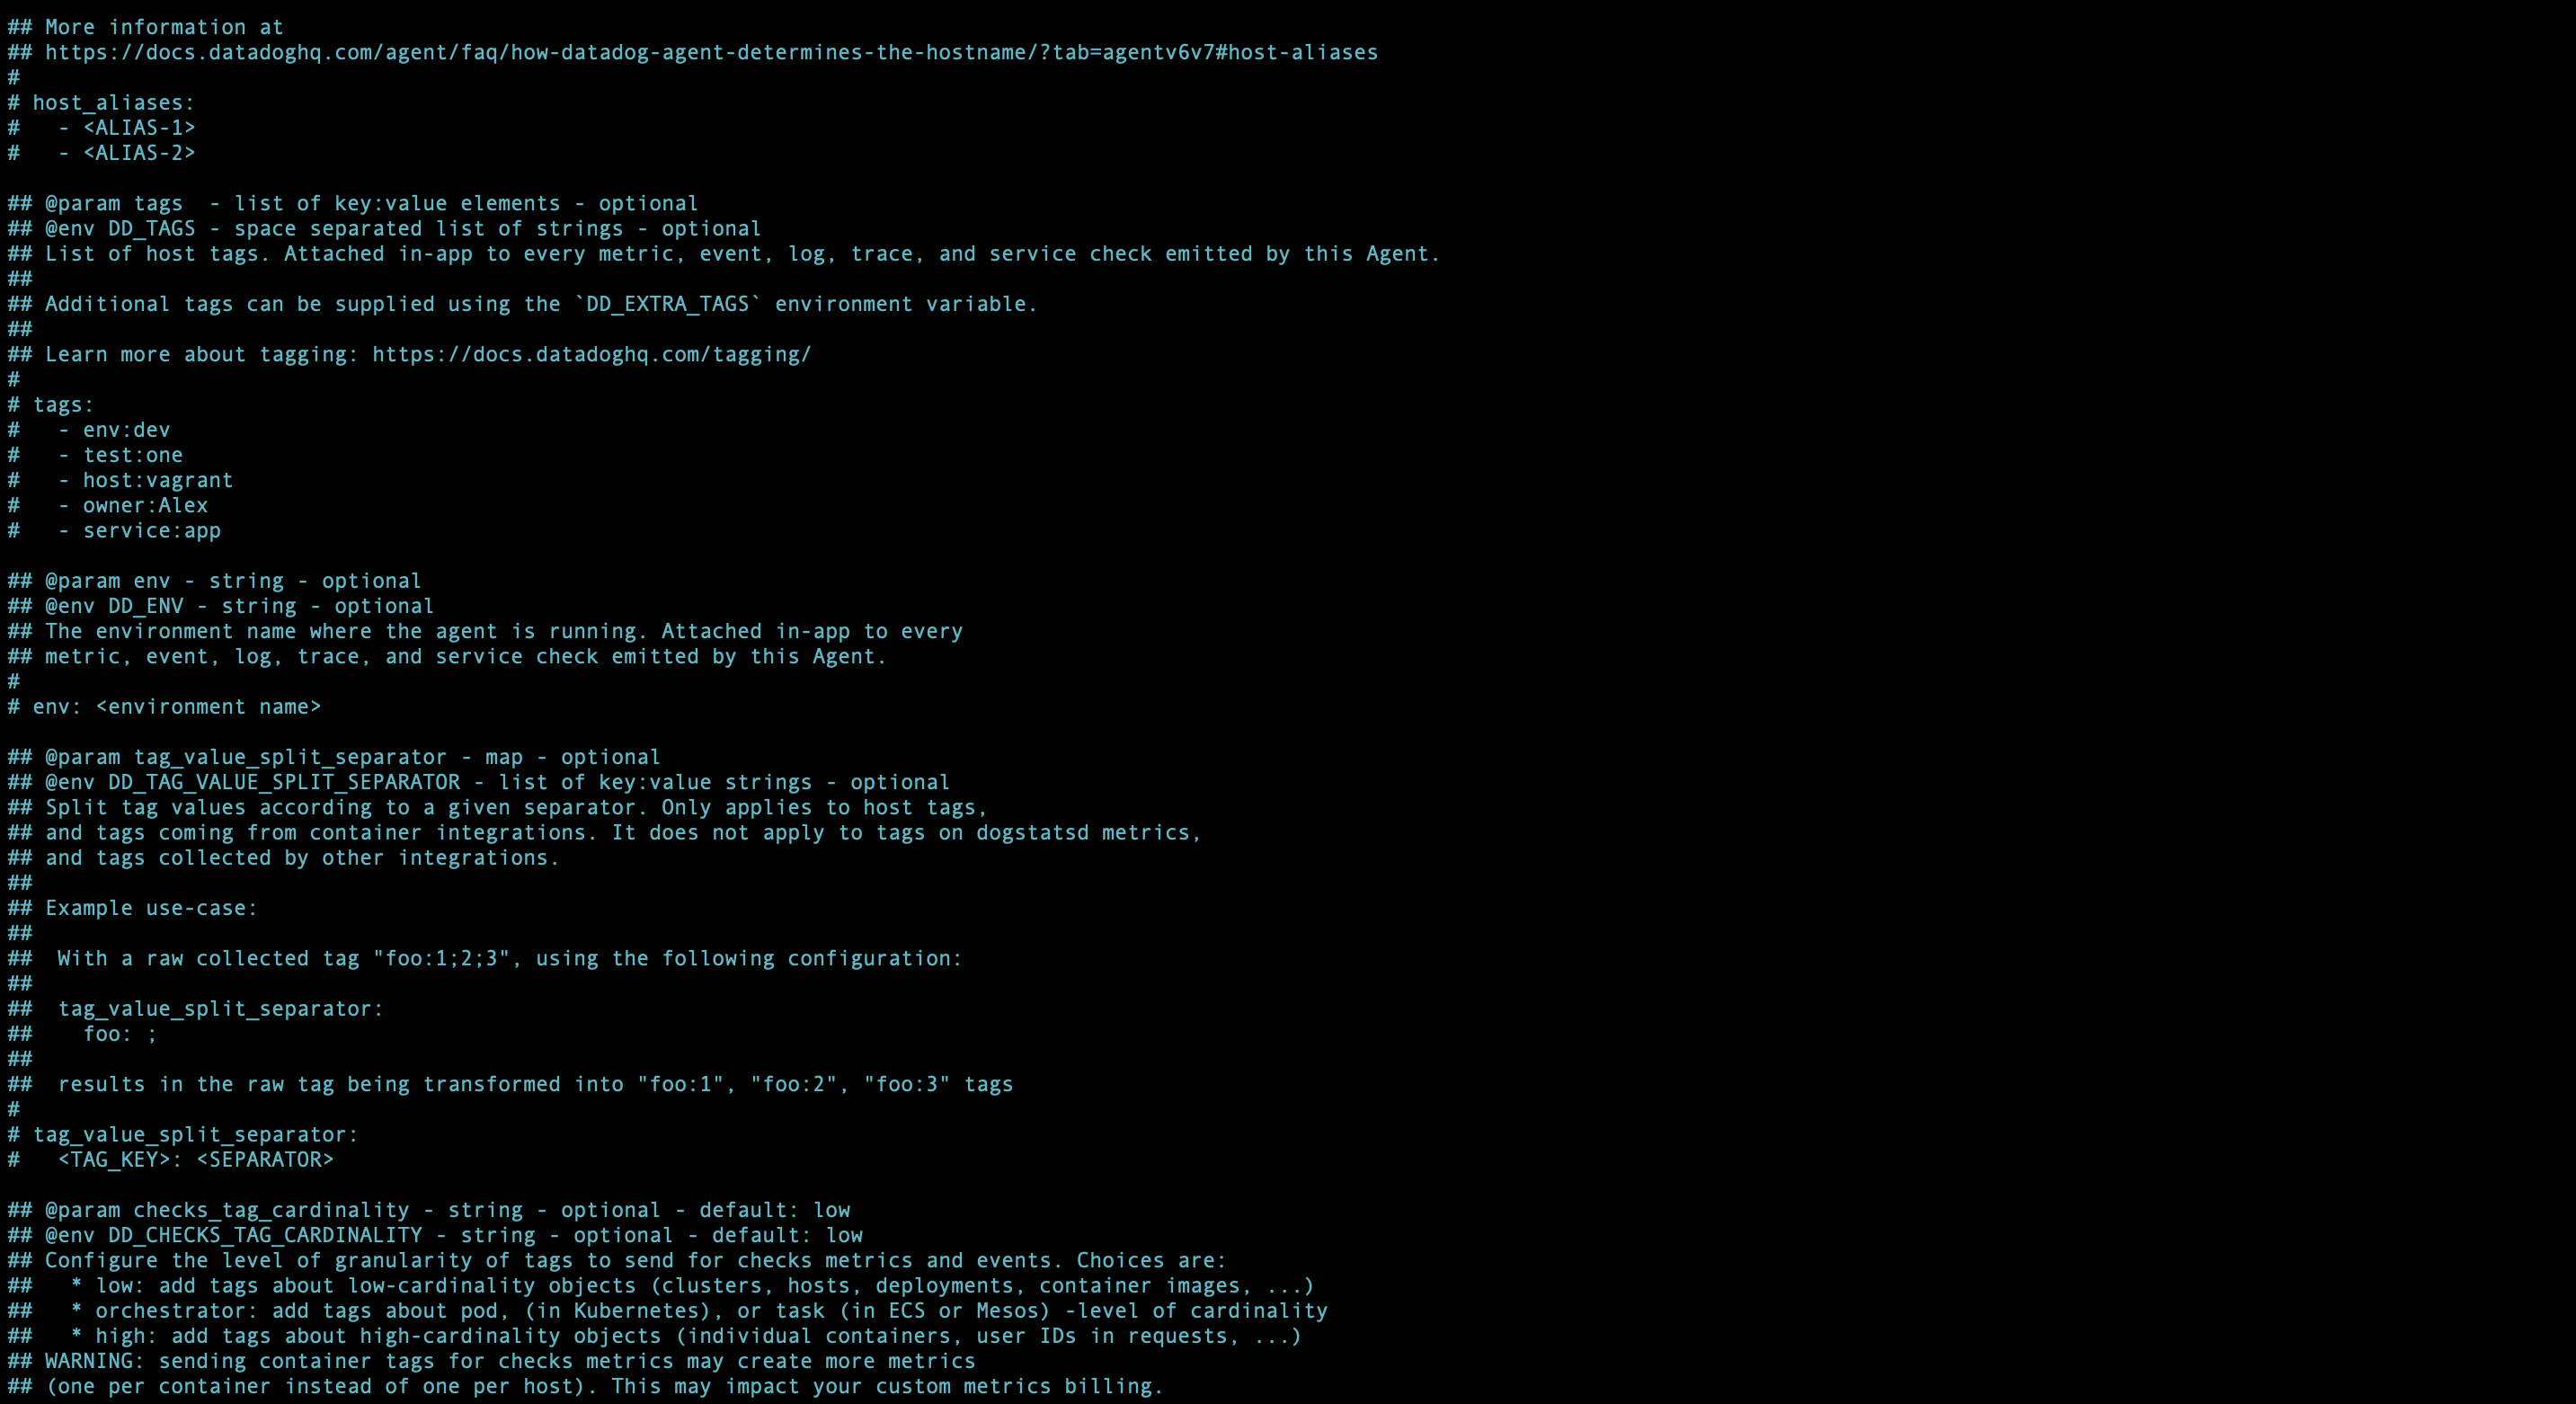 ## More information at
## https://docs.datadoghq.com/agent/faq/how-datadog-agent-determines-the-hostname/?tab=agentv6v7#host-aliases
#
# host_aliases:
#   - <ALIAS-1>
#   - <ALIAS-2>

## @param tags  - list of key:value elements - optional
## @env DD_TAGS - space separated list of strings - optional
## List of host tags. Attached in-app to every metric, event, log, trace, and service check emitted by this Agent.
##
## Additional tags can be supplied using the `DD_EXTRA_TAGS` environment variable.
##
## Learn more about tagging: https://docs.datadoghq.com/tagging/
#
# tags:
#   - env:dev
#   - test:one
#   - host:vagrant
#   - owner:Alex
#   - service:app

## @param env - string - optional
## @env DD_ENV - string - optional
## The environment name where the agent is running. Attached in-app to every
## metric, event, log, trace, and service check emitted by this Agent.
#
# env: <environment name>

## @param tag_value_split_separator - map - optional
## @env DD_TAG_VALUE_SPLIT_SEPARATOR - list of key:value strings - optional
## Split tag values according to a given separator. Only applies to host tags,
## and tags coming from container integrations. It does not apply to tags on dogstatsd metrics,
## and tags collected by other integrations.
##
## Example use-case:
##
##  With a raw collected tag "foo:1;2;3", using the following configuration:
##
##  tag_value_split_separator:
##    foo: ;
##
##  results in the raw tag being transformed into "foo:1", "foo:2", "foo:3" tags
#
# tag_value_split_separator:
#   <TAG_KEY>: <SEPARATOR>

## @param checks_tag_cardinality - string - optional - default: low
## @env DD_CHECKS_TAG_CARDINALITY - string - optional - default: low
## Configure the level of granularity of tags to send for checks metrics and events. Choices are:
##   * low: add tags about low-cardinality objects (clusters, hosts, deployments, container images, ...)
##   * orchestrator: add tags about pod, (in Kubernetes), or task (in ECS or Mesos) -level of cardinality
##   * high: add tags about high-cardinality objects (individual containers, user IDs in requests, ...)
## WARNING: sending container tags for checks metrics may create more metrics
## (one per container instead of one per host). This may impact your custom metrics billing.